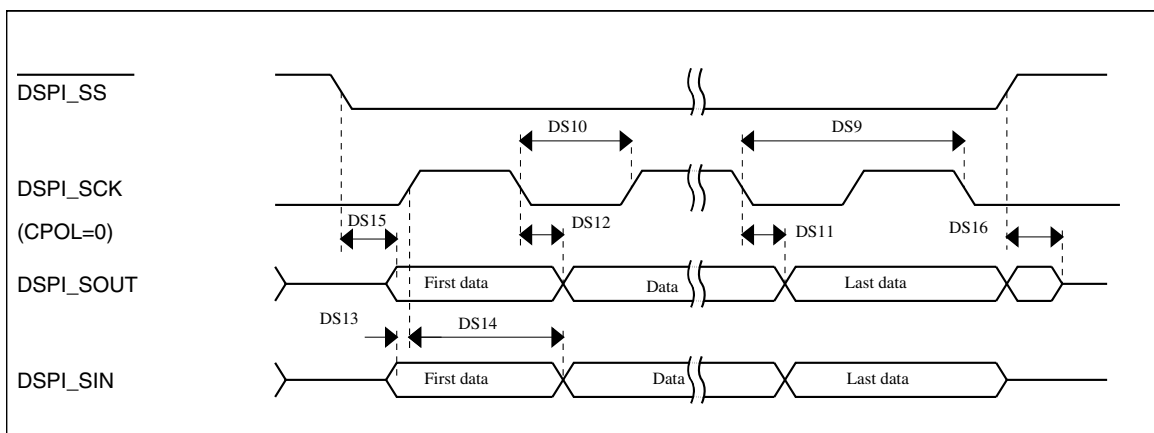 DSPI_SS
DS10
DS9
DSPI_SCK
DS15
DS12
DS11
DS16
(CPOL=0)
DSPI_SOUT
First data
Data
Last data
DS13
DS14
DSPI_SIN
First data
Data
Last data